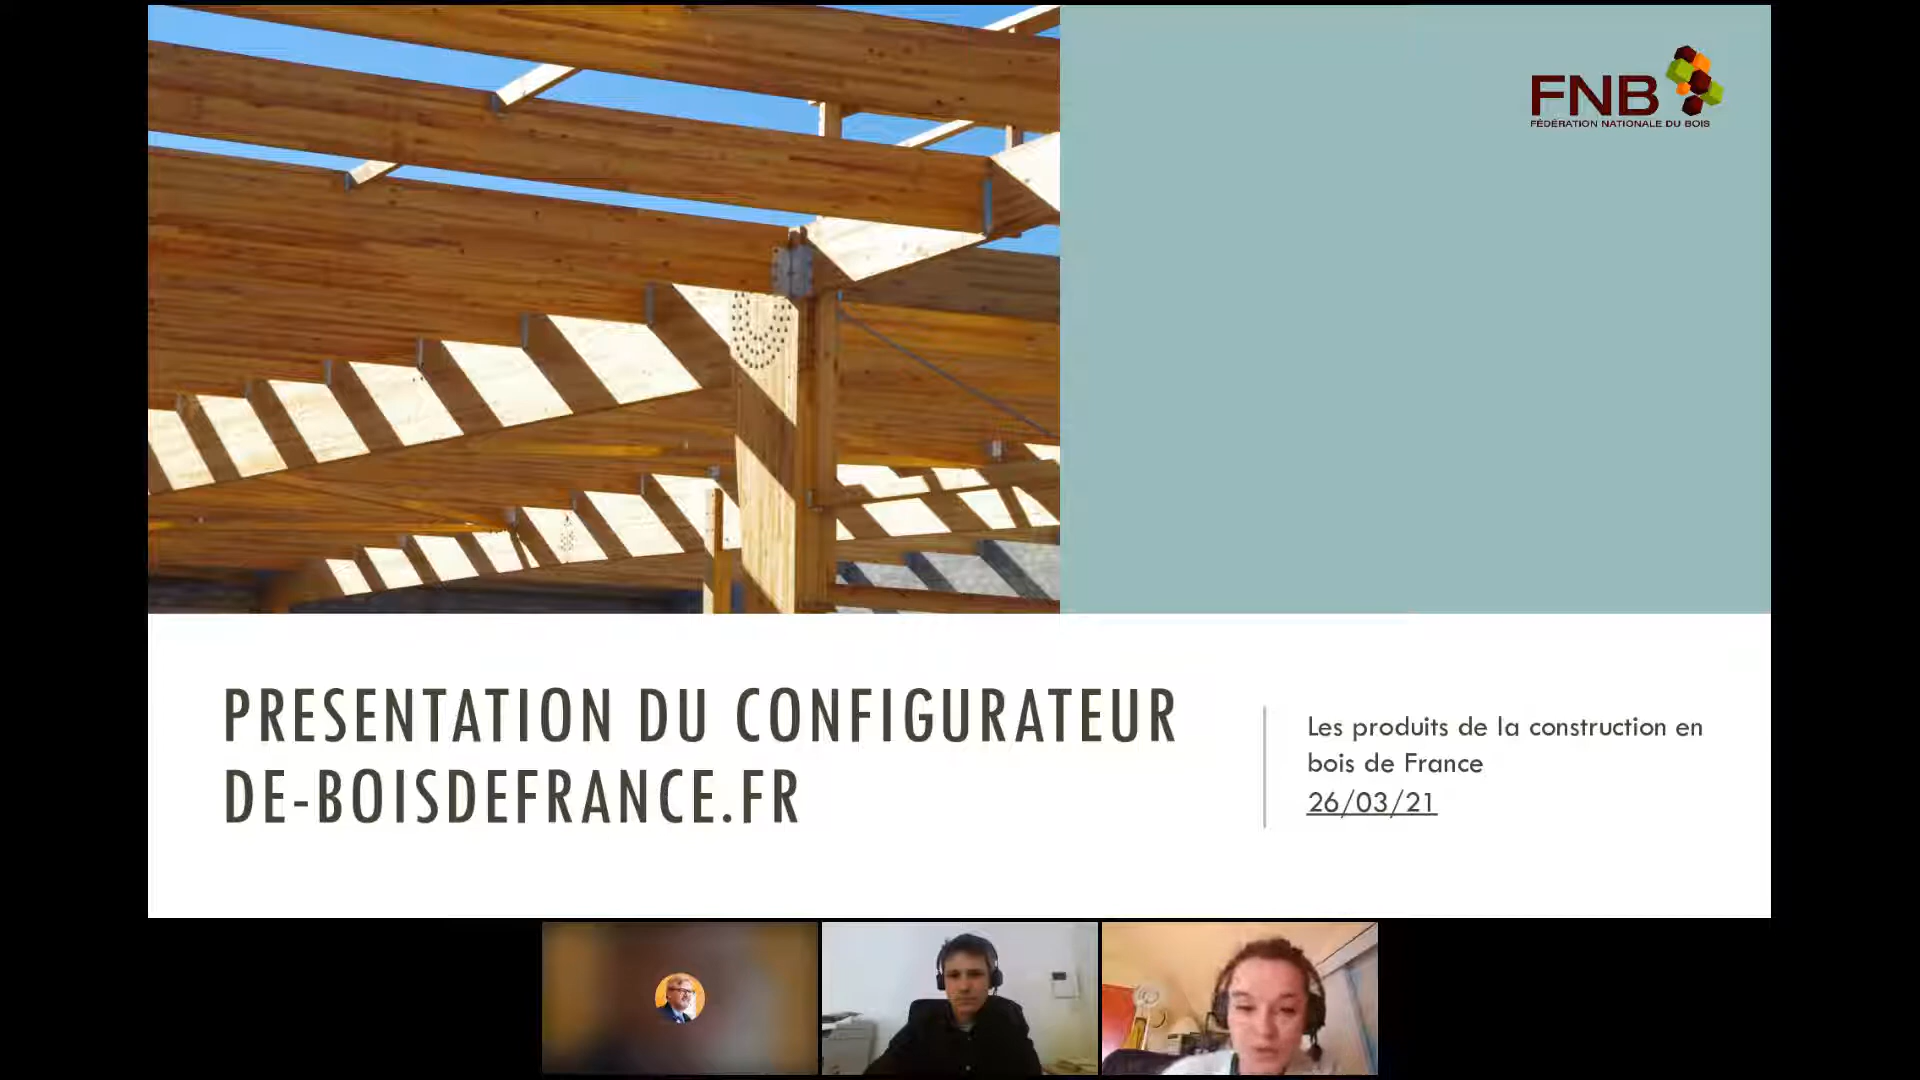 FNB
FÉDÉRATION NATIONALE DU BOIS
PRESENTATION DU CONFIGURATEUR
DE-BOISDEFRANCE.FR
Les produits de la construction en
bois de France
26/03/21